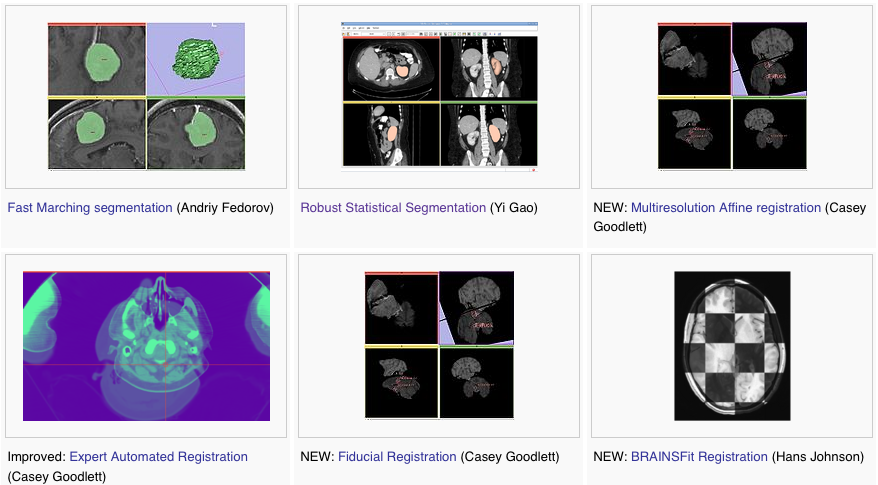 Fast Marching segmentation (Andriy Fedorov)
Robust Statistical Segmentation (Yi Gao)
NEW: Multiresolution Affine registration (Casey
Goodlett)
Improved: Expert Automated Registration
(Casey Goodlett)
NEW: Fiducial Registration (Casey Goodlett)
NEW: BRAINSFit Registration (Hans Johnson)